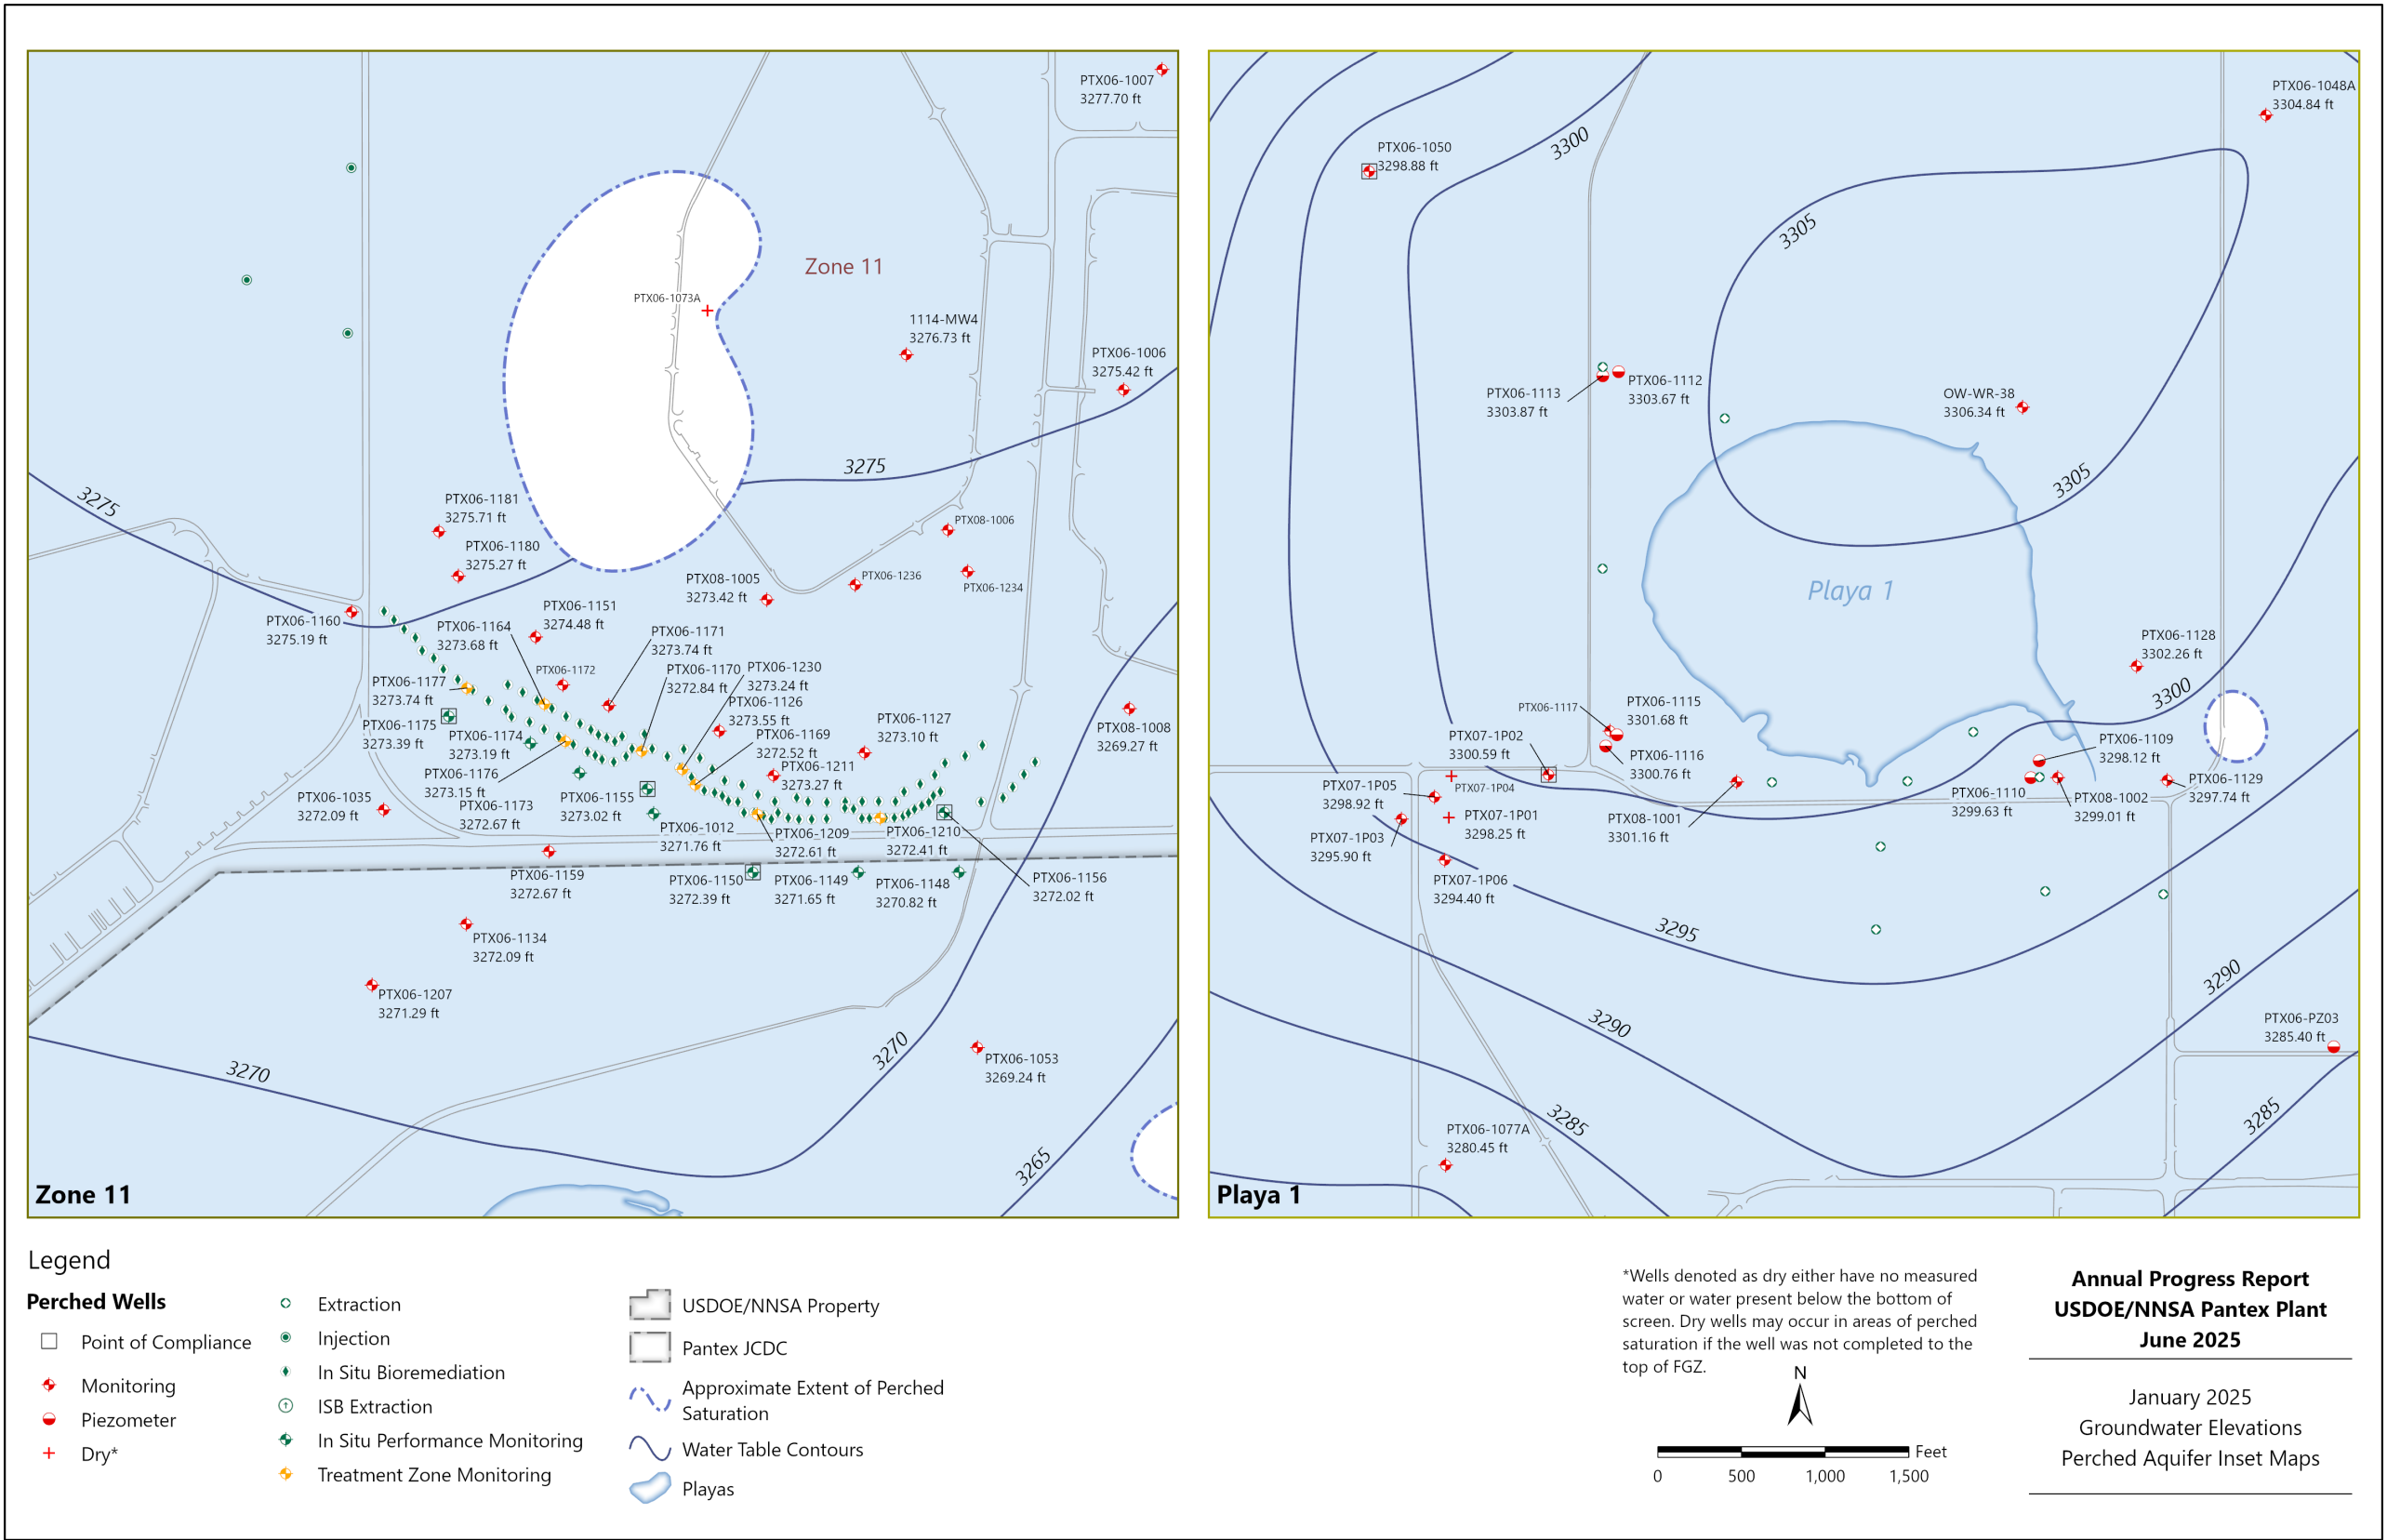 PTX06-1007
3277.70 ft
Zone 11
PTX06-1073A
1114-MW4
3276.73 ft
PTX06-1006
3275.42 ft
3275
3275
PTX06-1181
3275.71 ft
PTX06-1180
3275.27 ft
PTX08-1006
PTX08-1005
3273.42 ft
PTX06-1236
PTX06-1234
PTX06-1160
3275.19 ft
PTX06-1151
3274.48 ft
PTX06-1164
3273.68 ft
PTX06-1171
3273.74 ft
PTX06-1172
PTX06-1170
3272.84 ft
PTX06-1230
3273.24 ft
PTX06-1177
3273.74 ft
PTX06-1126
3273.55 ft
PTX06-1127
3273.10 ft
PTX08-1008
3269.27 ft
PTX06-1175
3273.39 ft
PTX06-1174
3273.19 ft
PTX06-1169
3272.52 ft
PTX06-1176
3273.15 ft
PTX06-1211
3273.27 ft
PTX06-1035
3272.09 ft
PTX06-1173
3272.67 ft
PTX06-1155
3273.02 ft
PTX06-1012
3271.76 ft
PTX06-1209
3272.61 ft
PTX06-1210
3272.41 ft
PTX06-1159
3272.67 ft
PTX06-1150
3272.39 ft
PTX06-1149
3271.65 ft
PTX06-1148
3270.82 ft
PTX06-1156
3272.02 ft
PTX06-1134
3272.09 ft
PTX06-1207
3271.29 ft
3270
3270
PTX06-1053
3269.24 ft
3265
Zone 11
PTX06-1048A
3304.84 ft
3300
PTX06-1050
3298.88 ft
3305
PTX06-1113
3303.87 ft
PTX06-1112
3303.67 ft
OW-WR-38
3306.34 ft
3305
Playa 1
PTX06-1128
3302.26 ft
3300
PTX06-1117
PTX06-1115
3301.68 ft
PTX07-1P02
3300.59 ft
PTX06-1116
3300.76 ft
PTX06-1109
3298.12 ft
PTX07-1P05
3298.92 ft
PTX07-1P04
PTX06-1129
3297.74 ft
PTX06-1110
3299.63 ft
PTX08-1002
3299.01 ft
PTX07-1P01
3298.25 ft
PTX08-1001
3301.16 ft
PTX07-1P03
3295.90 ft
PTX07-1P06
3294.40 ft
3295
3290
3290
PTX06-PZ03
3285.40 ft
3285
3285
PTX06-1077A
3280.45 ft
Playa 1
Legend
Perched Wells
Point of Compliance
Monitoring
Piezometer
Dry*
Extraction
Injection
In Situ Bioremediation
ISB Extraction
In Situ Performance Monitoring
Treatment Zone Monitoring
USDOE/NNSA Property
Pantex JCDC
Approximate Extent of Perched
Saturation
Water Table Contours
Playas
*Wells denoted as dry either have no measured
water or water present below the bottom of
screen. Dry wells may occur in areas of perched
saturation if the well was not completed to the
top of FGZ.
N
Feet
0 500 1,000 1,500
Annual Progress Report
USDOE/NNSA Pantex Plant
June 2025
January 2025
Groundwater Elevations
Perched Aquifer Inset Maps